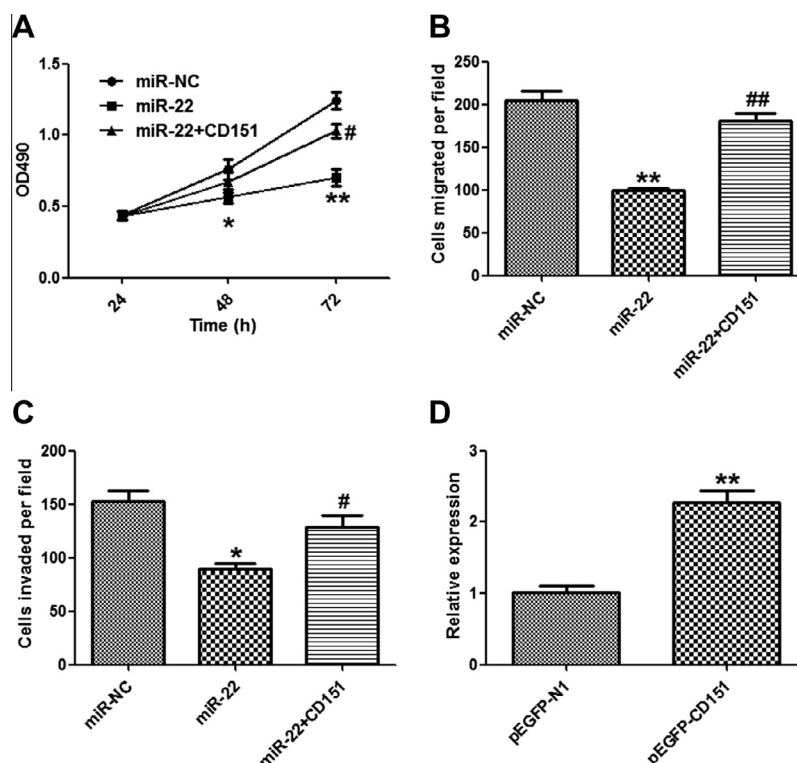 A
1.5
1.0
0.5
0.0
OD490
miR-NC
miR-22
miR-22+CD151
#
*
**
24
48
72
Time (h)
B
250
200
150
100
50
0
Cells migrated per field
**
##
miR-NC
miR-22
miR-22+CD151
C
200
150
100
50
0
Cells invaded per field
*
#
miR-NC
miR-22
miR-22+CD151
D
3
2
1
0
Relative expression
**
pEGFP-N1
pEGFP-CD151